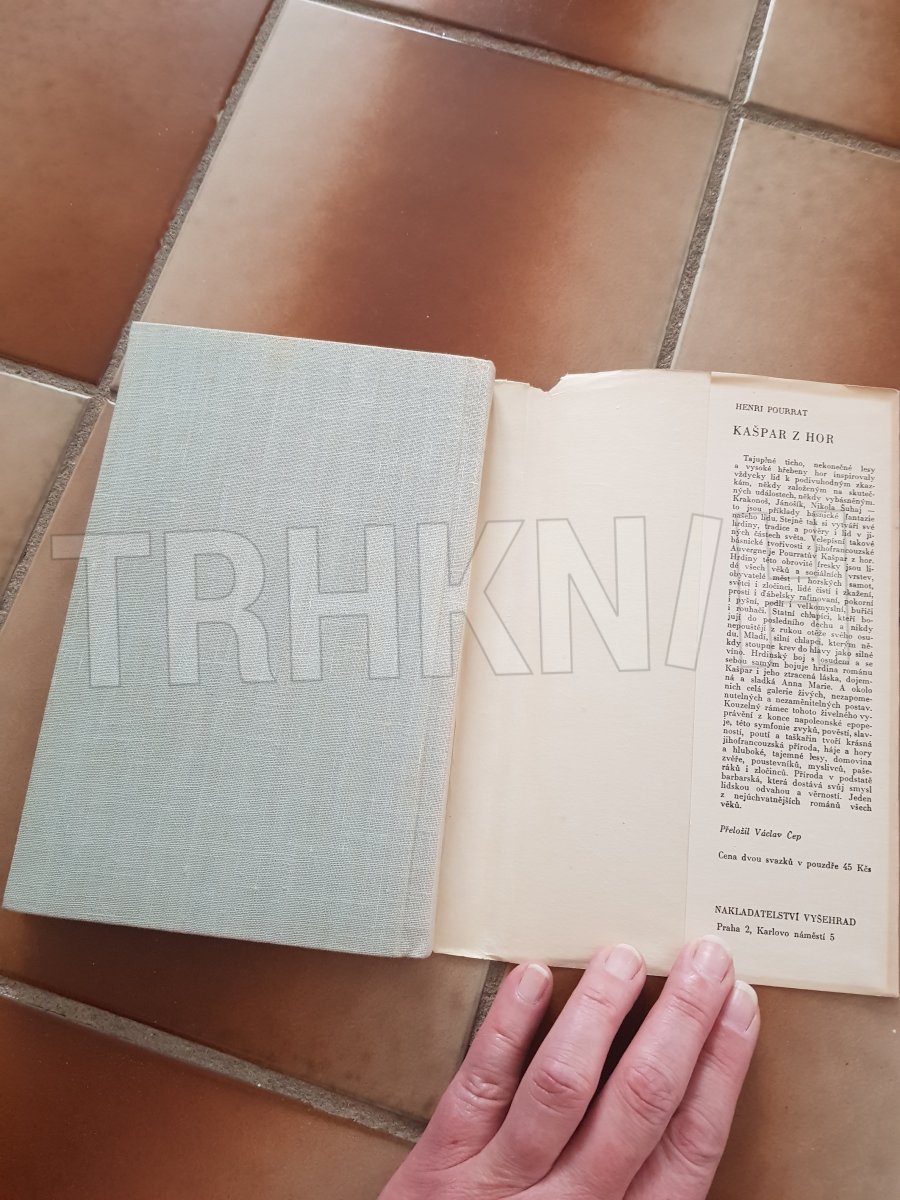 HENRI POURRAT
KAŠPAR Z HOR
Tajuplné ticho, nekonečné lesy
a vysoké hřebeny hor inspirovaly
vždycky lid k podivuhodným zkaz-
kám, někdy založeným na skuteč-
ných událostech, někdy vybásněným.
Krakonoš, Jánošík, Nikola Šuhaj —
to jsou příklady básnické fantazie
našeho lidu. Stejně tak si vytváří své
hrdiny, tradice a pověry i lid v ji-
ných částech světa. Velepísní takové
básnické tvořivosti z jihofrancouzské
Auvergne je Pourratův Kašpar z hor.
Hrdiny této obrovité fresky jsou li-
dé všech věků a sociálních vrstev,
obyvatelé měst i horských samot,
světci i zločinci, lidé čistí i zkažení,
prostí i ďábelsky rafinovaní, pokorní
i pyšní, podlí i velkomyslní, buřiči
i rouhači. Statní chlapíci, kteří bo-
jují do posledního dechu a nikdy
nepouštějí z rukou otěže svého osu-
du. Mladí, silní chlapci, kterým ně-
kdy stoupne krev do hlavy jako silné
víno. Hrdinský boj s osudem a se
sebou samým bojuje hrdina románu
Kašpar i jeho ztracená láska, dojem-
ná a sladká Anna Marie. A okolo
nich celá galerie živých, nezapome-
nutelných a nezaměnitelných postav.
Kouzelný rámec tohoto živelného vy-
právění z konce napoleonské epope-
je, této symfonie zvyků, pověstí, slav-
ností, poutí a taškařin tvoří krásná
jihofrancouzská příroda, háje a hory
a hluboké, tajemné lesy, domovina
zvěře, poustevníků, myslivců, paše-
ráků i zločinců. Příroda v podstatě
barbarská, která dostává svůj smysl
lidskou odvahou a věrností. Jeden
z nejúchvatnějších románů všech
věků.
Přeložil Václav Čep
Cena dvou svazků v pouzdře 45 Kčs
NAKLADATELSTVÍ VYŠEHRAD
Praha 2, Karlovo náměstí 5
TRHKNIH